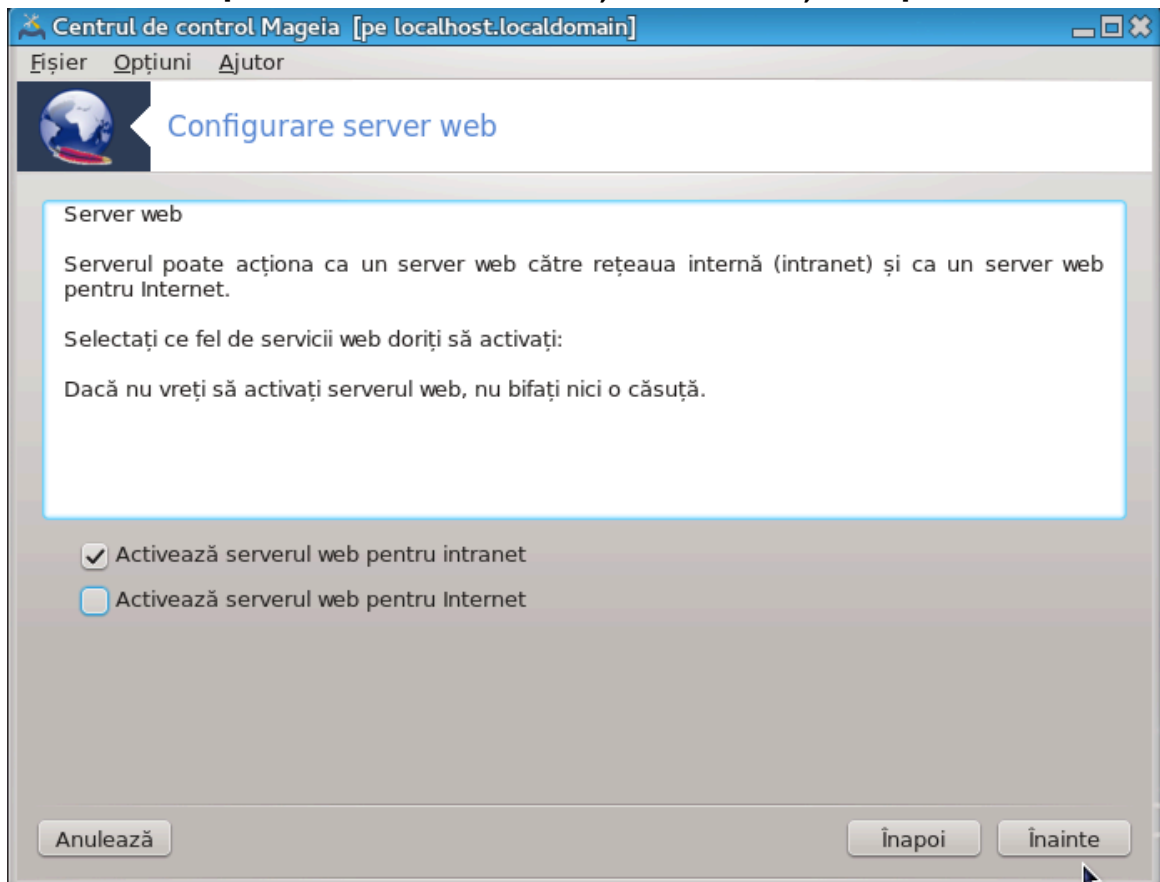 Centrul de control Mageia [pe localhost.localdomain]
Fișier Opțiuni Ajutor
Configurare server web
Server web
Serverul poate acționa ca un server web către rețeaua internă (intranet) și ca un server web
pentru Internet.
Selectați ce fel de servicii web doriți să activați:
Dacă nu vreți să activați serverul web, nu bifați nici o căsuță.
Activează serverul web pentru intranet
Activează serverul web pentru Internet
Anulează Înapoi Înainte